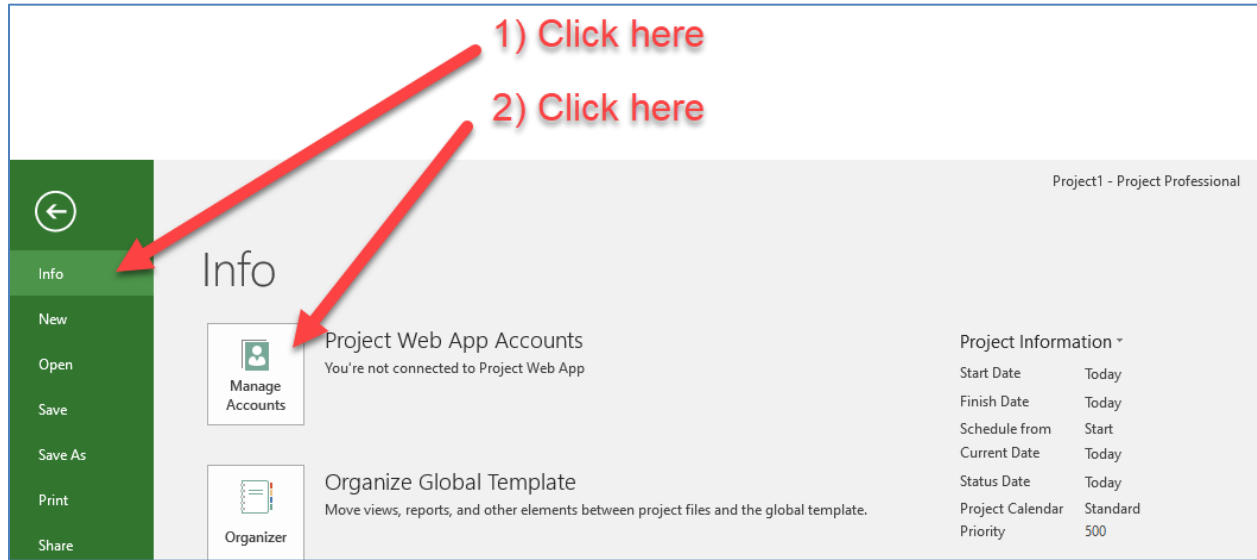 1) Click here
2) Click here
Project1 - Project Professional
Info
New
Open
Save
Save As
Print
Share
Info
Manage
Accounts
Project Web App Accounts
You're not connected to Project Web App
Organizer
Organize Global Template
Move views, reports, and other elements between project files and the global template.
Project Information
Start Date Today
Finish Date Today
Schedule from Start
Current Date Today
Status Date Today
Project Calendar Standard
Priority 500